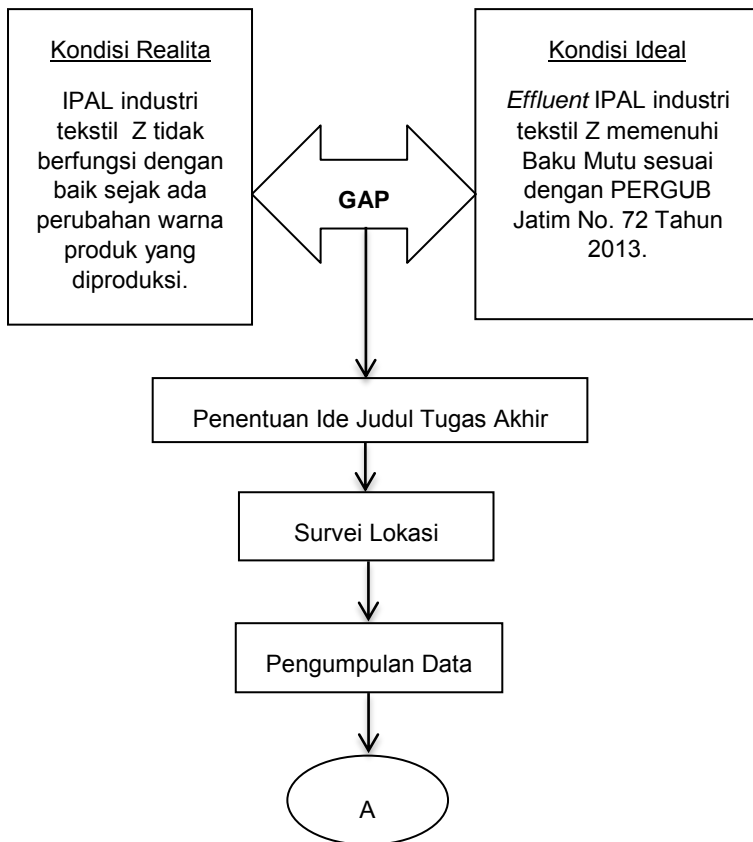 Kondisi Realita
IPAL industri
tekstil Z tidak
berfungsi dengan
baik sejak ada
perubahan warna
produk yang
diproduksi.
GAP
Kondisi Ideal
Effluent IPAL industri
tekstil Z memenuhi
Baku Mutu sesuai
dengan PERGUB
Jatim No. 72 Tahun
2013.
Penentuan Ide Judul Tugas Akhir
Survei Lokasi
Pengumpulan Data
A